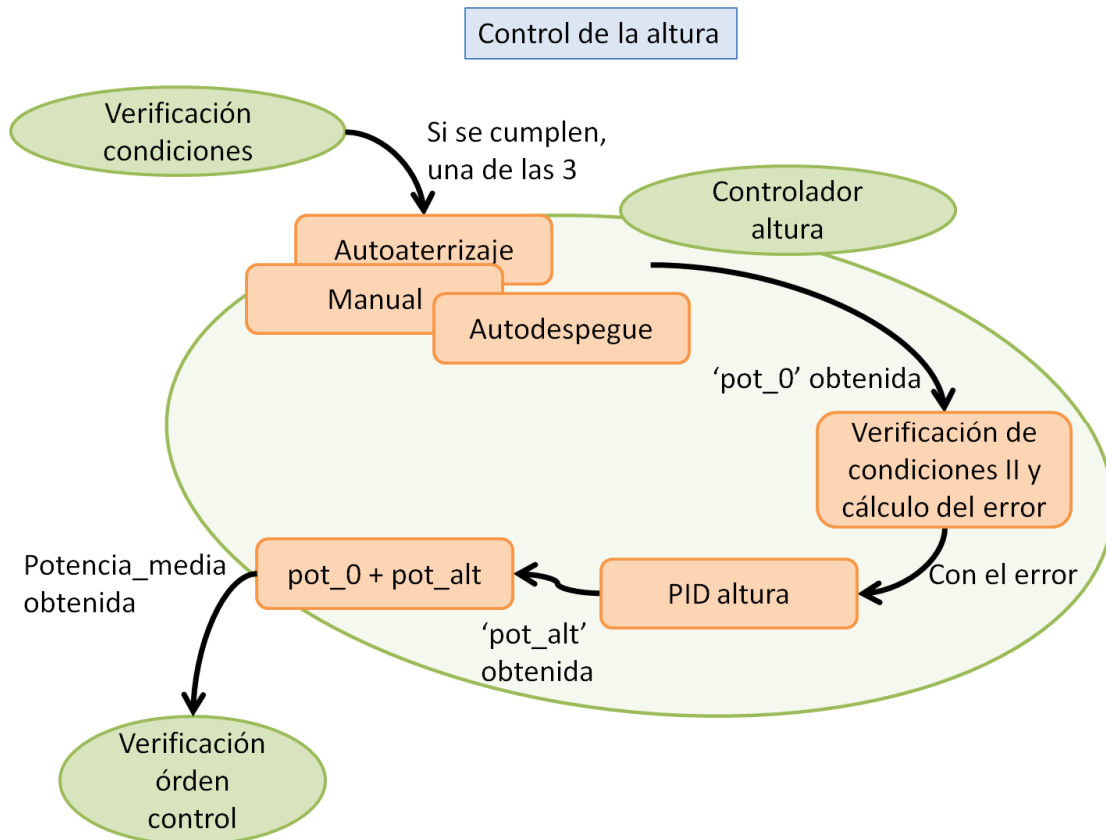 Control de la altura
Verificación
condiciones
Si se cumplen,
una de las 3
Controlador
altura
Autoaterrizaje
Manual
Autodespegue
‘pot_0’ obtenida
Verificación de
condiciones II y
cálculo del error
Con el error
PID altura
‘pot_alt’
obtenida
pot_0 + pot_alt
Potencia_media
obtenida
Verificación
órden
control